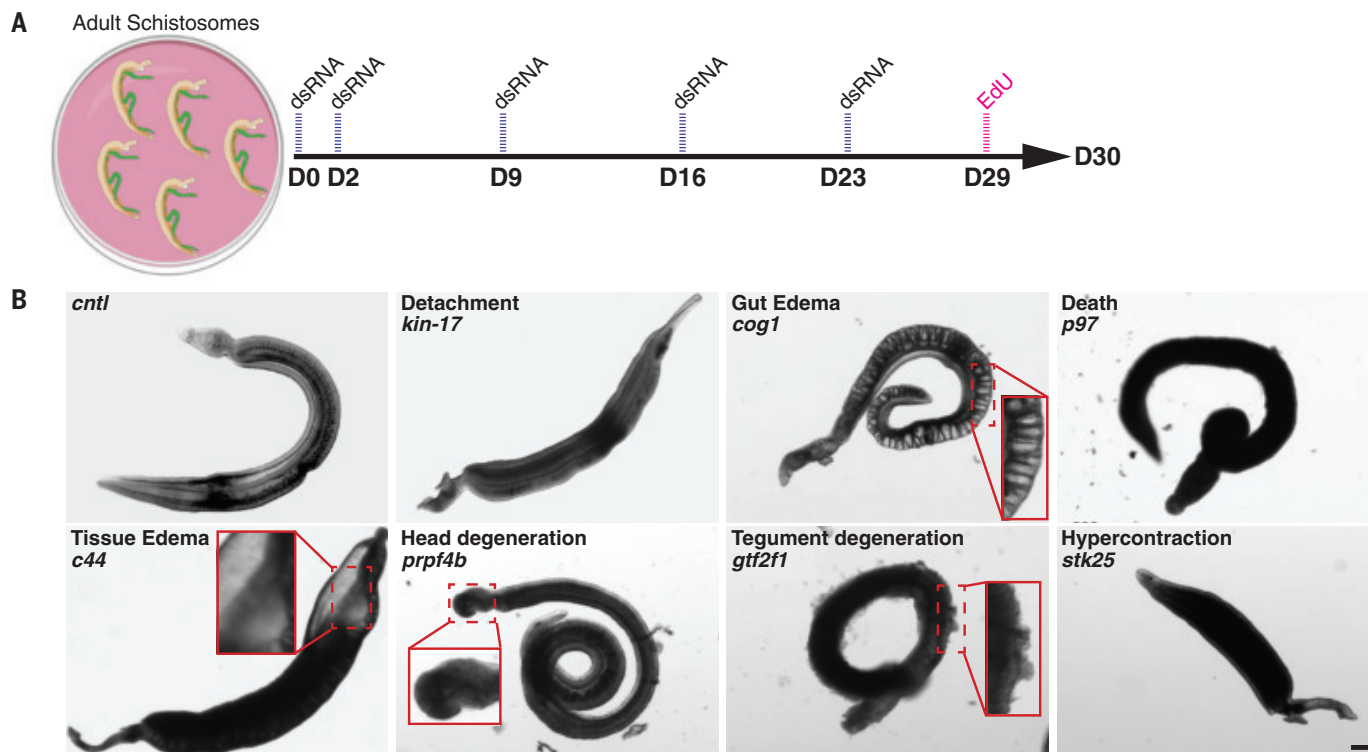 A
Adult Schistosomes
dsRNA
dsRNA
dsRNA
dsRNA
dsRNA
EdU
D0 D2 D9 D16 D23 D29 D30
B
cntl
Detachment
kin-17
Gut Edema
cog1
Death
p97
Tissue Edema
c44
Head degeneration
prpf4b
Tegument degeneration
gtf2f1
Hypercontraction
stk25